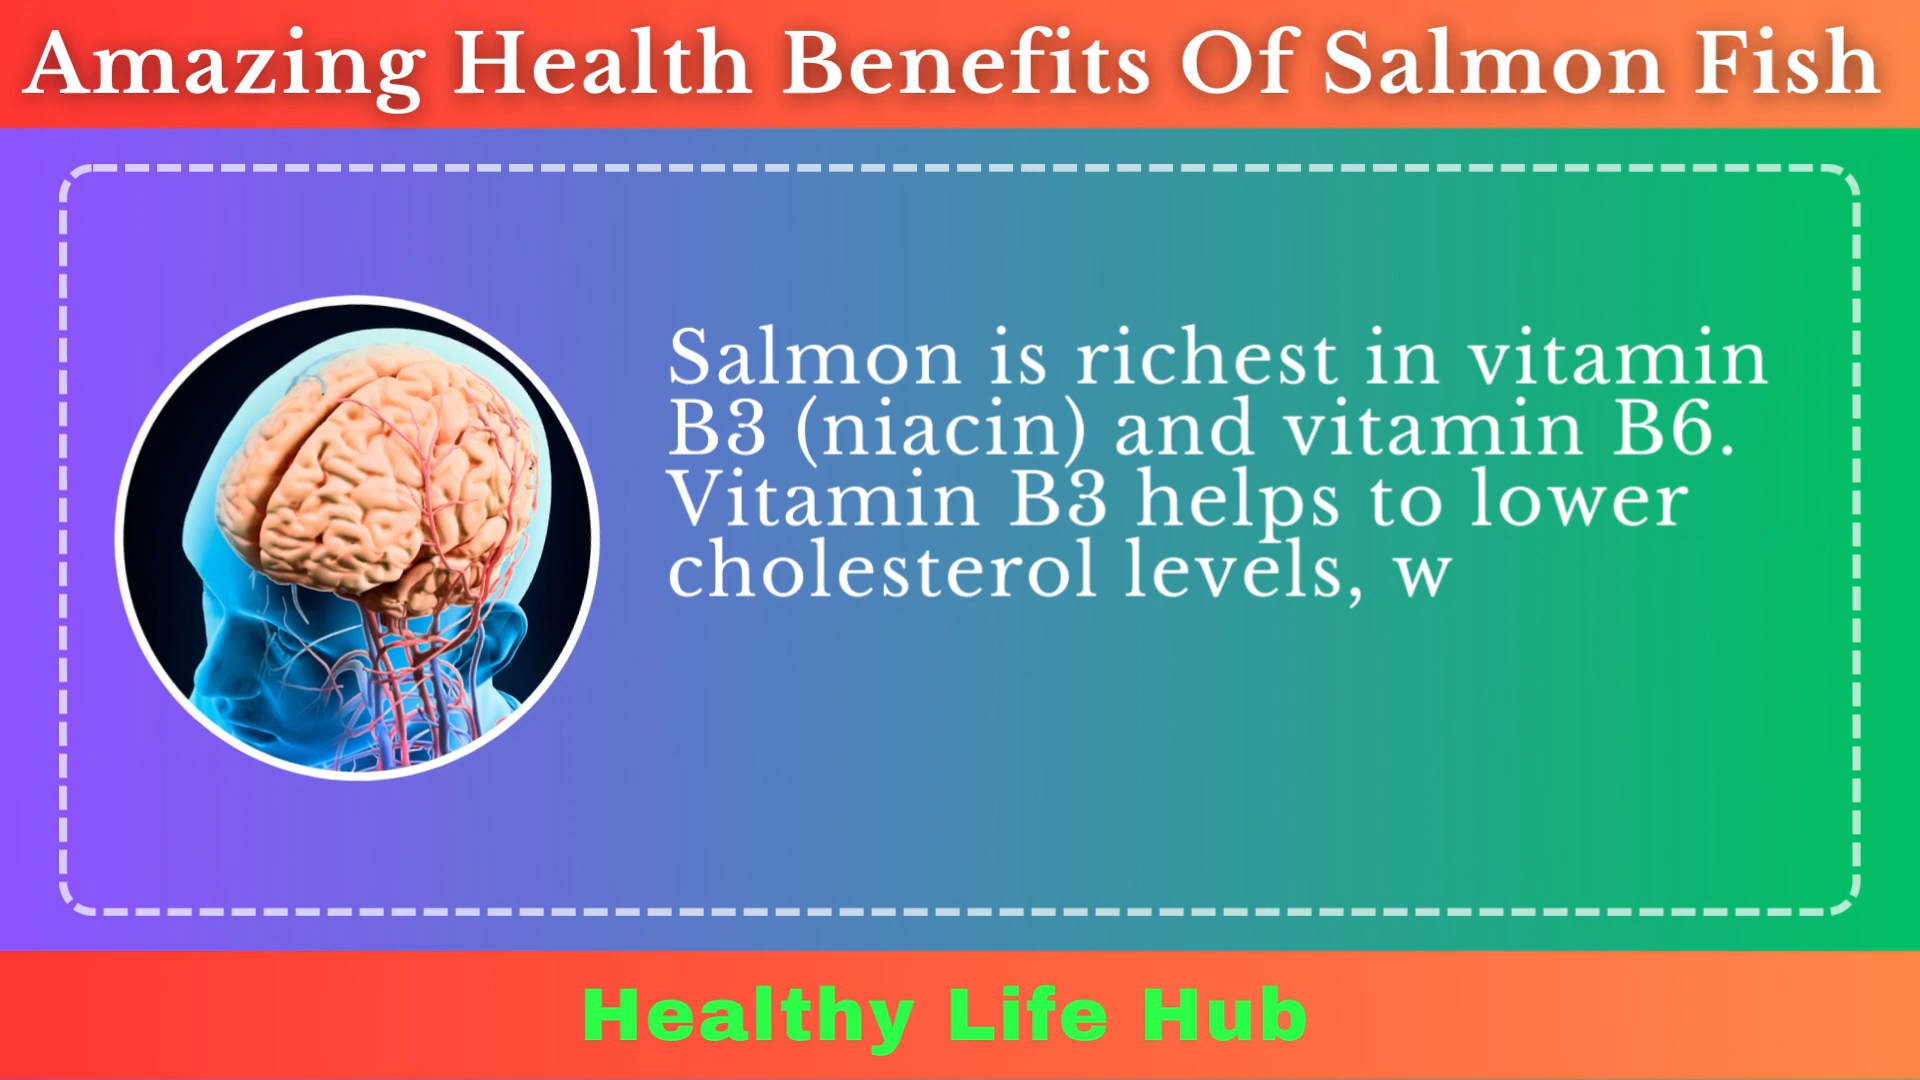 Amazing Health Benefits Of Salmon Fish
Salmon is richest in vitamin
B3 (niacin) and vitamin B6.
Vitamin B3 helps to lower
cholesterol levels, w
Healthy Life Hub